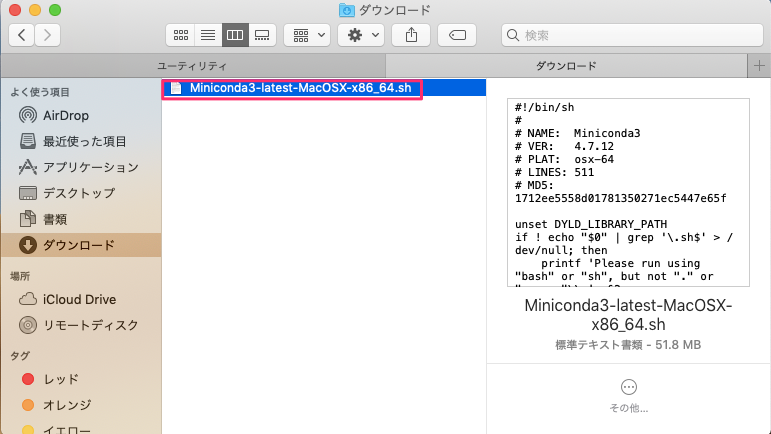 ダウンロード
検索
ユーティリティ
ダウンロード
よく使う項目
AirDrop
最近使った項目
アプリケーション
デスクトップ
書類
ダウンロード
場所
iCloud Drive
リモートディスク
タグ
レッド
オレンジ
イエロー
Miniconda3-latest-MacOSX-x86_64.sh
#!/bin/sh
#
# NAME:  Miniconda3
# VER:   4.7.12
# PLAT:  osx-64
# LINES: 511
# MD5:
1712ee5558d01781350271ec5447e65f
unset DYLD_LIBRARY_PATH
if ! echo "$0" | grep '\.sh$' > /
dev/null; then
    printf 'Please run using
"bash" or "sh", but not "." or
Miniconda3-latest-MacOSX-
x86_64.sh
標準テキスト書類 - 51.8 MB
その他...